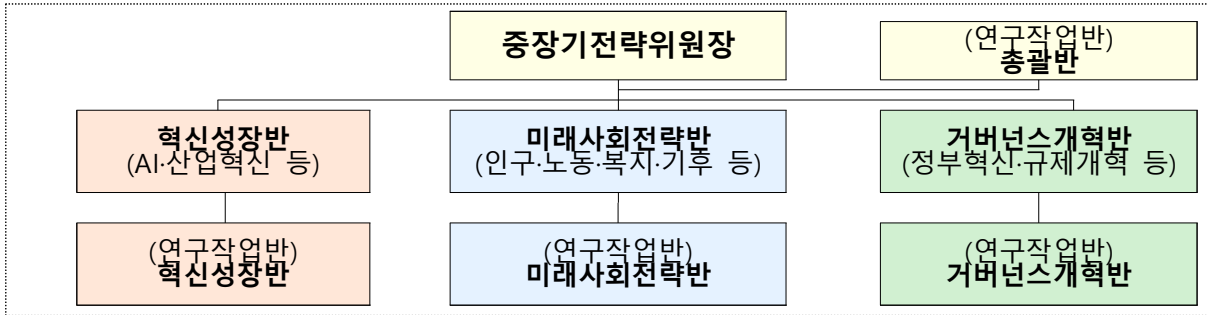 중장기전략위원장
(연구작업반)
총괄반
혁신성장반
(AI·산업혁신 등)
미래사회전략반
(인구·노동·복지·기후 등)
거버넌스개혁반
(정부혁신·규제개혁 등)
(연구작업반)
혁신성장반
(연구작업반)
미래사회전략반
(연구작업반)
거버넌스개혁반